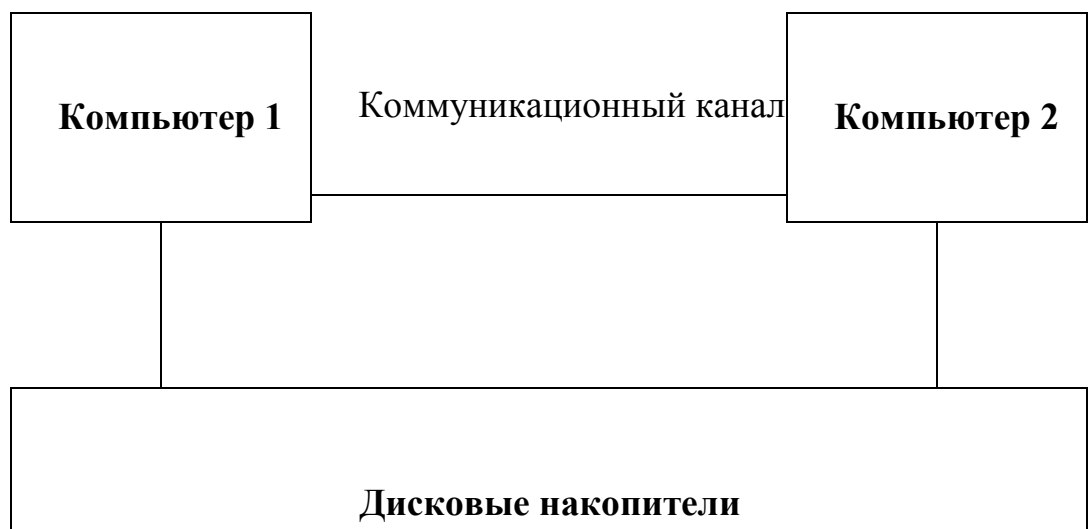 Компьютер 1
Коммуникационный канал
Компьютер 2
Дисковые накопители